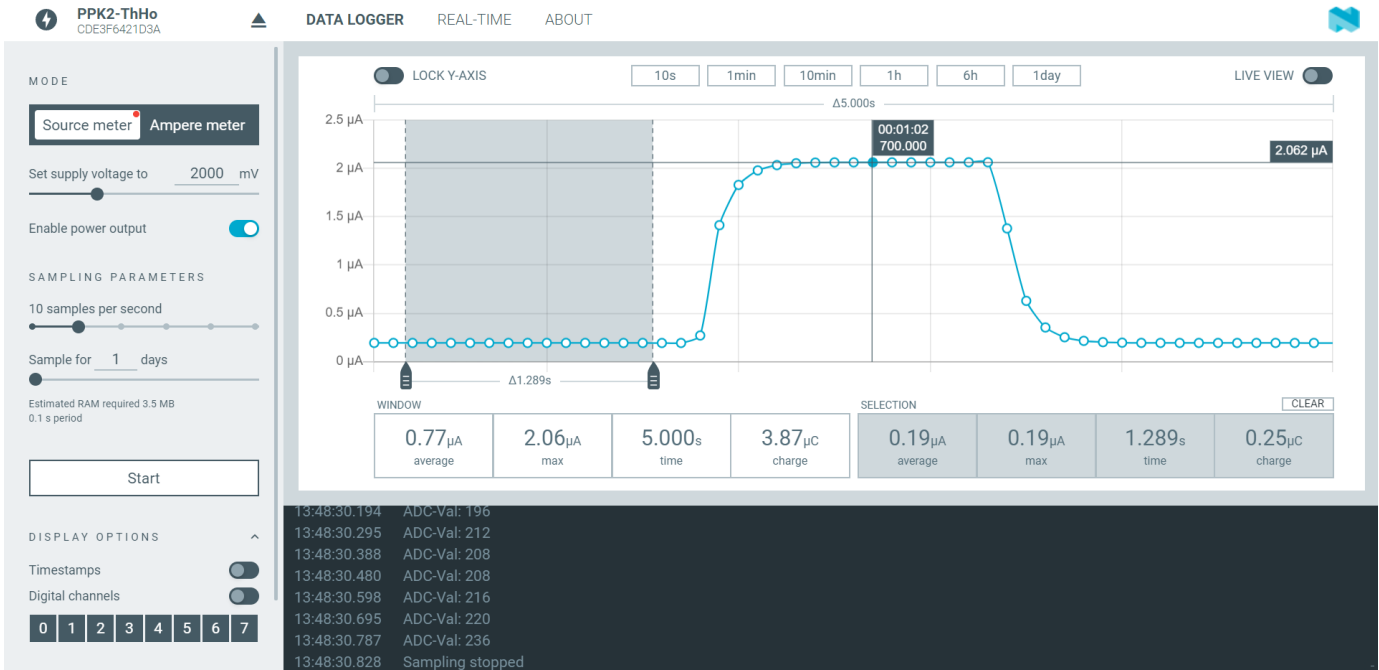 PPK2-ThHo
CDE3F6421D3A
DATA LOGGER REAL-TIME ABOUT
MODE
Source meter Ampere meter
Set supply voltage to 2000 mV
Enable power output
SAMPLING PARAMETERS
10 samples per second
Sample for 1 days
Estimated RAM required 3.5 MB
0.1 s period
Start
DISPLAY OPTIONS
Timestamps
Digital channels
0 1 2 3 4 5 6 7
LOCK Y-AXIS 10s 1min 10min 1h 6h 1day LIVE VIEW
Δ5.000s
2.5 µA
2 µA
1.5 µA
1 µA
0.5 µA
0 µA
00:01:02
700.000
2.062 µA
Δ1.289s
WINDOW
0.77µA 2.06µA 5.000s 3.87µC
average max time charge
SELECTION CLEAR
0.19µA 0.19µA 1.289s 0.25µC
average max time charge
13:48:30.194 ADC-Val: 196
13:48:30.295 ADC-Val: 212
13:48:30.388 ADC-Val: 208
13:48:30.480 ADC-Val: 208
13:48:30.598 ADC-Val: 216
13:48:30.695 ADC-Val: 220
13:48:30.787 ADC-Val: 236
13:48:30.828 Sampling stopped